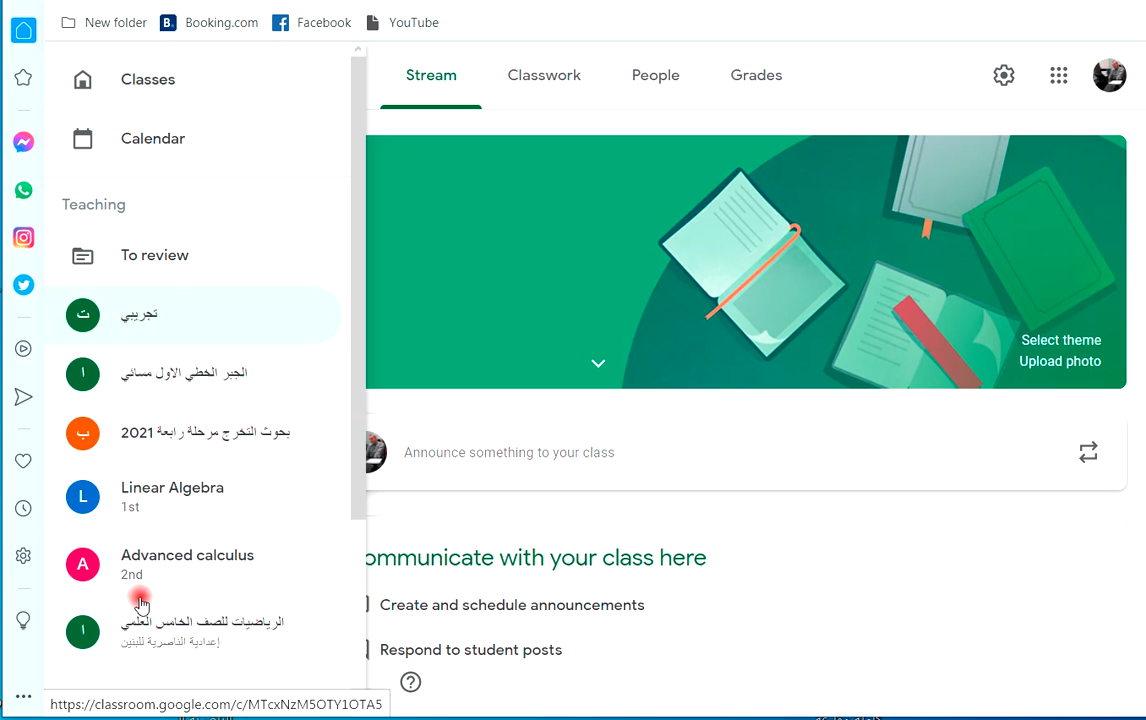 New folder
B. Booking.com
Facebook
YouTube
Classes
Calendar
Teaching
To review
ت تجريبي
ا الجبر الخطي الاول مسائي
ب بحوث التخرج مرحلة رابعة 2021
L Linear Algebra
1st
A Advanced calculus
2nd
ا الرياضيات للصف الخامس العلمي
إعدادية الناصرية للبنين
https://classroom.google.com/c/MTcxNzM5OTY1OTA5
Stream
Classwork
People
Grades
Select theme
Upload photo
Announce something to your class
ommunicate with your class here
Create and schedule announcements
Respond to student posts